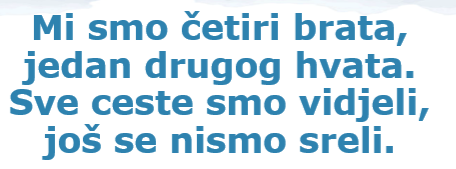 Mi smo četiri brata,
jedan drugog hvata.
Sve ceste smo vidjeli,
još se nismo sreli.